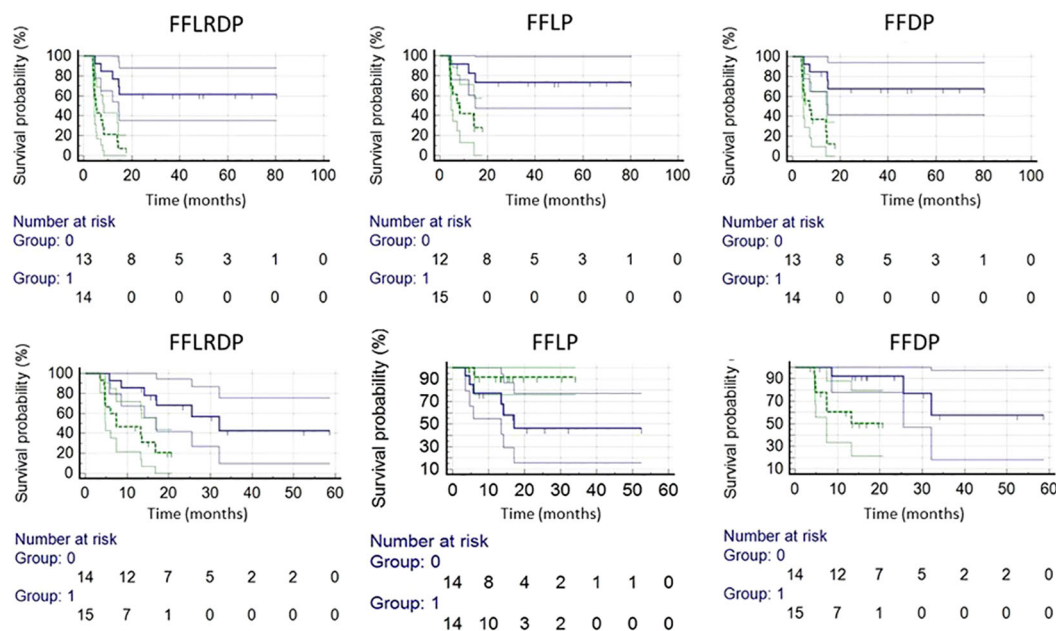 FFLRDP
Survival probability (%)
100
80
60
40
20
0
0 20 40 60 80 100
Time (months)
Number at risk
Group: 0
13 8 5 3 1 0
Group: 1
14 0 0 0 0 0
FFLP
Survival probability (%)
100
80
60
40
20
0
0 20 40 60 80 100
Time (months)
Number at risk
Group: 0
12 8 5 3 1 0
Group: 1
15 0 0 0 0 0
FFDP
Survival probability (%)
100
80
60
40
20
0
0 20 40 60 80 100
Time (months)
Number at risk
Group: 0
13 8 5 3 1 0
Group: 1
14 0 0 0 0 0
FFLRDP
Survival probability (%)
100
80
60
40
20
0
0 10 20 30 40 50 60
Time (months)
Number at risk
Group: 0
14 12 7 5 2 2 0
Group: 1
15 7 1 0 0 0 0
FFLP
Survival probability (%)
90
70
50
30
10
0 10 20 30 40 50 60
Time (months)
Number at risk
Group: 0
14 8 4 2 1 1 0
Group: 1
14 10 3 2 0 0 0
FFDP
Survival probability (%)
90
70
50
30
10
0 10 20 30 40 50 60
Time (months)
Number at risk
Group: 0
14 12 7 5 2 2 0
Group: 1
15 7 1 0 0 0 0